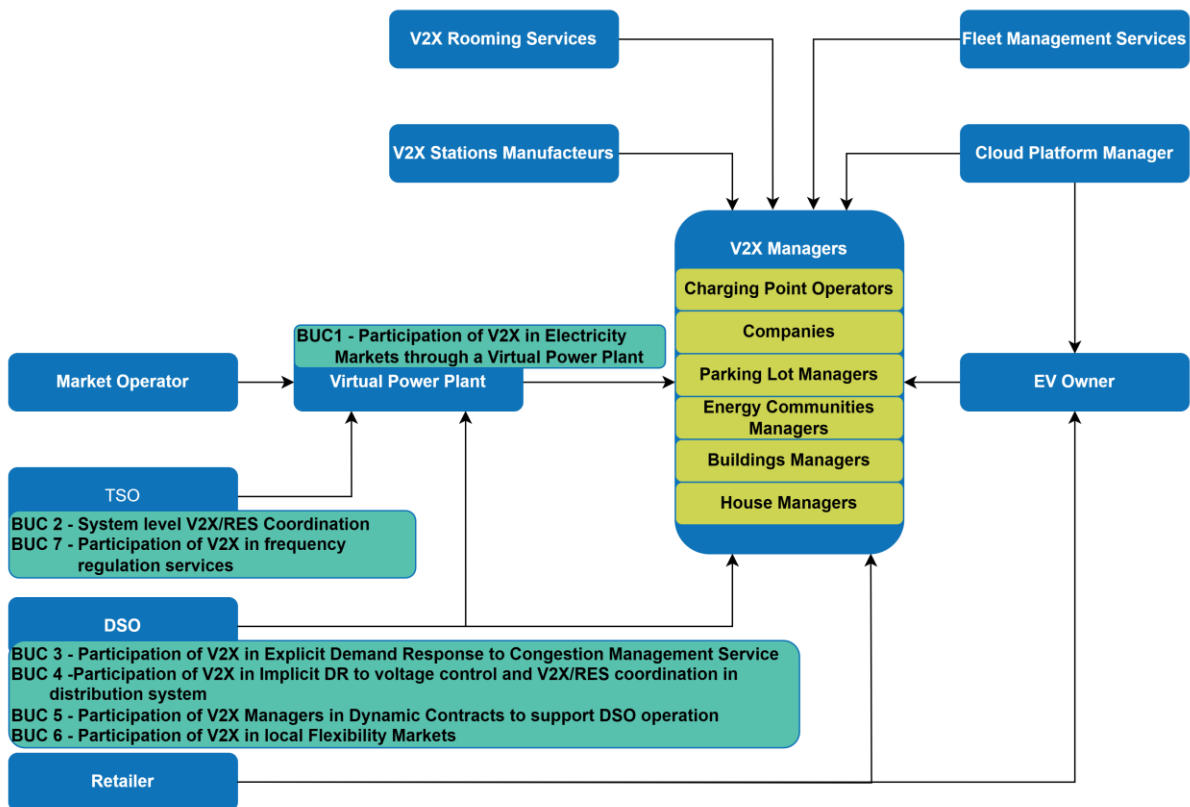 V2X Rooming Services
Fleet Management Services
V2X Stations Manufacteurs
Cloud Platform Manager
V2X Managers
Charging Point Operators
Companies
Parking Lot Managers
Energy Communities
Managers
Buildings Managers
House Managers
BUC1 - Participation of V2X in Electricity
Markets through a Virtual Power Plant
Market Operator
Virtual Power Plant
EV Owner
TSO
BUC 2 - System level V2X/RES Coordination
BUC 7 - Participation of V2X in frequency
regulation services
DSO
BUC 3 - Participation of V2X in Explicit Demand Response to Congestion Management Service
BUC 4 -Participation of V2X in Implicit DR to voltage control and V2X/RES coordination in
distribution system
BUC 5 - Participation of V2X Managers in Dynamic Contracts to support DSO operation
BUC 6 - Participation of V2X in local Flexibility Markets
Retailer